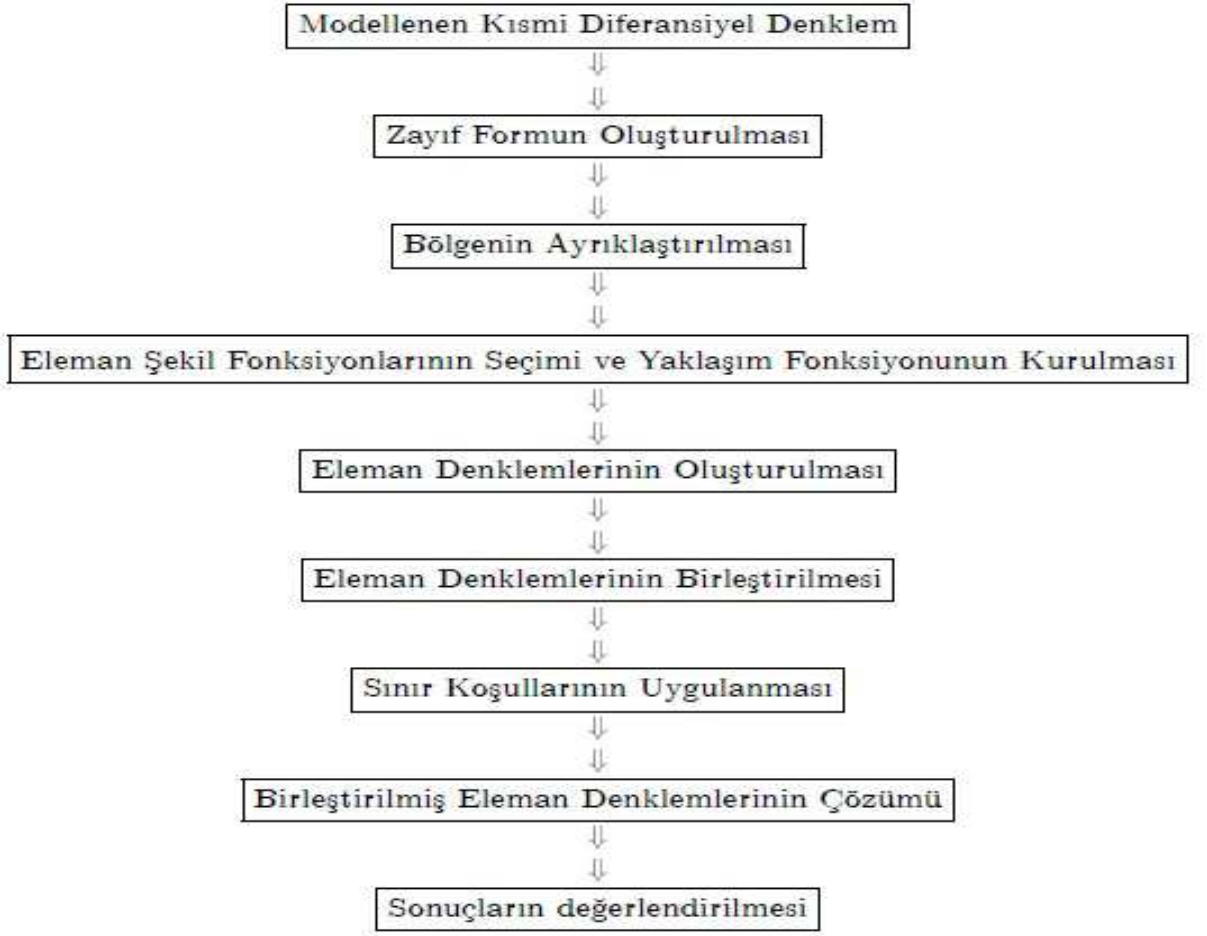 Modellenen Kısmi Diferansiyel Denklem
⇓
⇓
Zayıf Formun Oluşturulması
⇓
⇓
Bölgenin Ayrıklaştırılması
⇓
⇓
Eleman Şekil Fonksiyonlarının Seçimi ve Yaklaşım Fonksiyonunun Kurulması
⇓
⇓
Eleman Denklemlerinin Oluşturulması
⇓
⇓
Eleman Denklemlerinin Birleştirilmesi
⇓
⇓
Sınır Koşullarının Uygulanması
⇓
⇓
Birleştirilmiş Eleman Denklemlerinin Çözümü
⇓
⇓
Sonuçların değerlendirilmesi